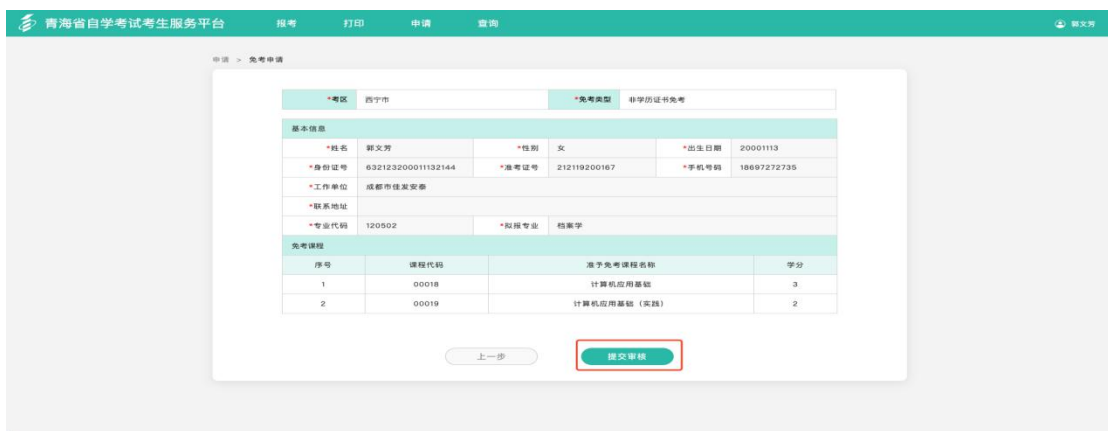 青海省自学考试考生服务平台 报考 打印 申请 查询 郭文芳
申请 > 免考申请
*考区 西宁市 *免考类型 非学历证书免考
基本信息
*姓名 郭文芳 *性别 女 *出生日期 20001113
*身份证号 632123200011132144 *准考证号 212119200167 *手机号码 18697272735
*工作单位 成都市佳发安泰
*联系地址
*专业代码 120502 *拟报专业 档案学
免考课程
序号 课程代码 准予免考课程名称 学分
1 00018 计算机应用基础 3
2 00019 计算机应用基础（实践） 2
上一步 提交审核